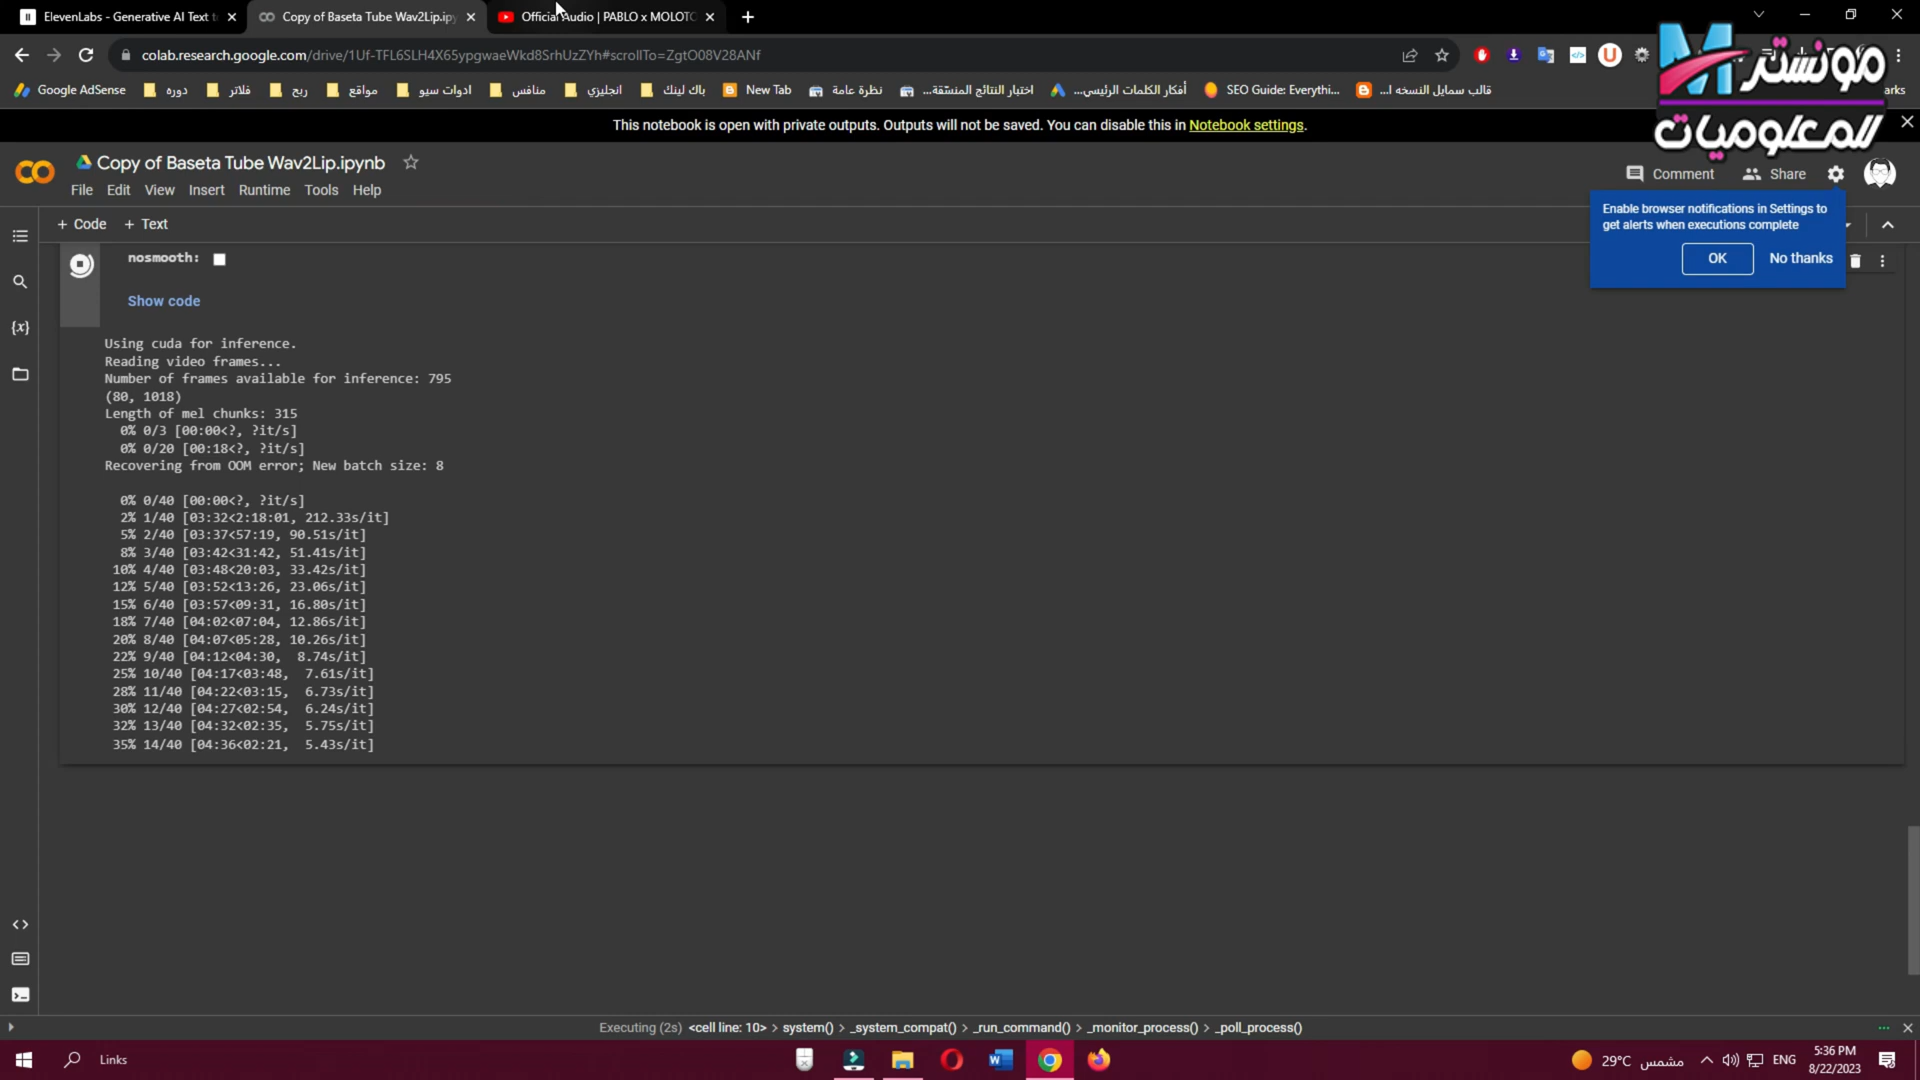 ElevenLabs - Generative AI Text t
Copy of Baseta Tube Wav2Lip.ipy
Official Audio | PABLO x MOLOTO
colab.research.google.com/drive/1Uf-TFL6SLH4X65ypgwaeWkd8SrhUzZYh#scrollTo=ZgtO08V28ANf
Google AdSense دوره فلاتر ربح مواقع ادوات سيو منافس انجليزي باك لينك New Tab نظرة عامة اختبار النتائج المنسّقة... أفكار الكلمات الرئيسي... SEO Guide: Everythi... قالب سمايل النسخه ا... arks
مونستر
للمعلوميات
This notebook is open with private outputs. Outputs will not be saved. You can disable this in Notebook settings.
Copy of Baseta Tube Wav2Lip.ipynb
File Edit View Insert Runtime Tools Help
Comment Share
+ Code + Text
Enable browser notifications in Settings to
get alerts when executions complete
OK No thanks
nosmooth:
Show code
Using cuda for inference.
Reading video frames...
Number of frames available for inference: 795
(80, 1018)
Length of mel chunks: 315
0% 0/3 [00:00<?, ?it/s]
0% 0/20 [00:18<?, ?it/s]
Recovering from OOM error; New batch size: 8
0% 0/40 [00:00<?, ?it/s]
2% 1/40 [03:32<2:18:01, 212.33s/it]
5% 2/40 [03:37<57:19, 90.51s/it]
8% 3/40 [03:42<31:42, 51.41s/it]
10% 4/40 [03:48<20:03, 33.42s/it]
12% 5/40 [03:52<13:26, 23.06s/it]
15% 6/40 [03:57<09:31, 16.80s/it]
18% 7/40 [04:02<07:04, 12.86s/it]
20% 8/40 [04:07<05:28, 10.26s/it]
22% 9/40 [04:12<04:30, 8.74s/it]
25% 10/40 [04:17<03:48, 7.61s/it]
28% 11/40 [04:22<03:15, 6.73s/it]
30% 12/40 [04:27<02:54, 6.24s/it]
32% 13/40 [04:32<02:35, 5.75s/it]
35% 14/40 [04:36<02:21, 5.43s/it]
Executing (2s) <cell line: 10> > system() > _system_compat() > _run_command() > _monitor_process() > _poll_process()
Links
29°C مشمس
ENG
5:36 PM
8/22/2023